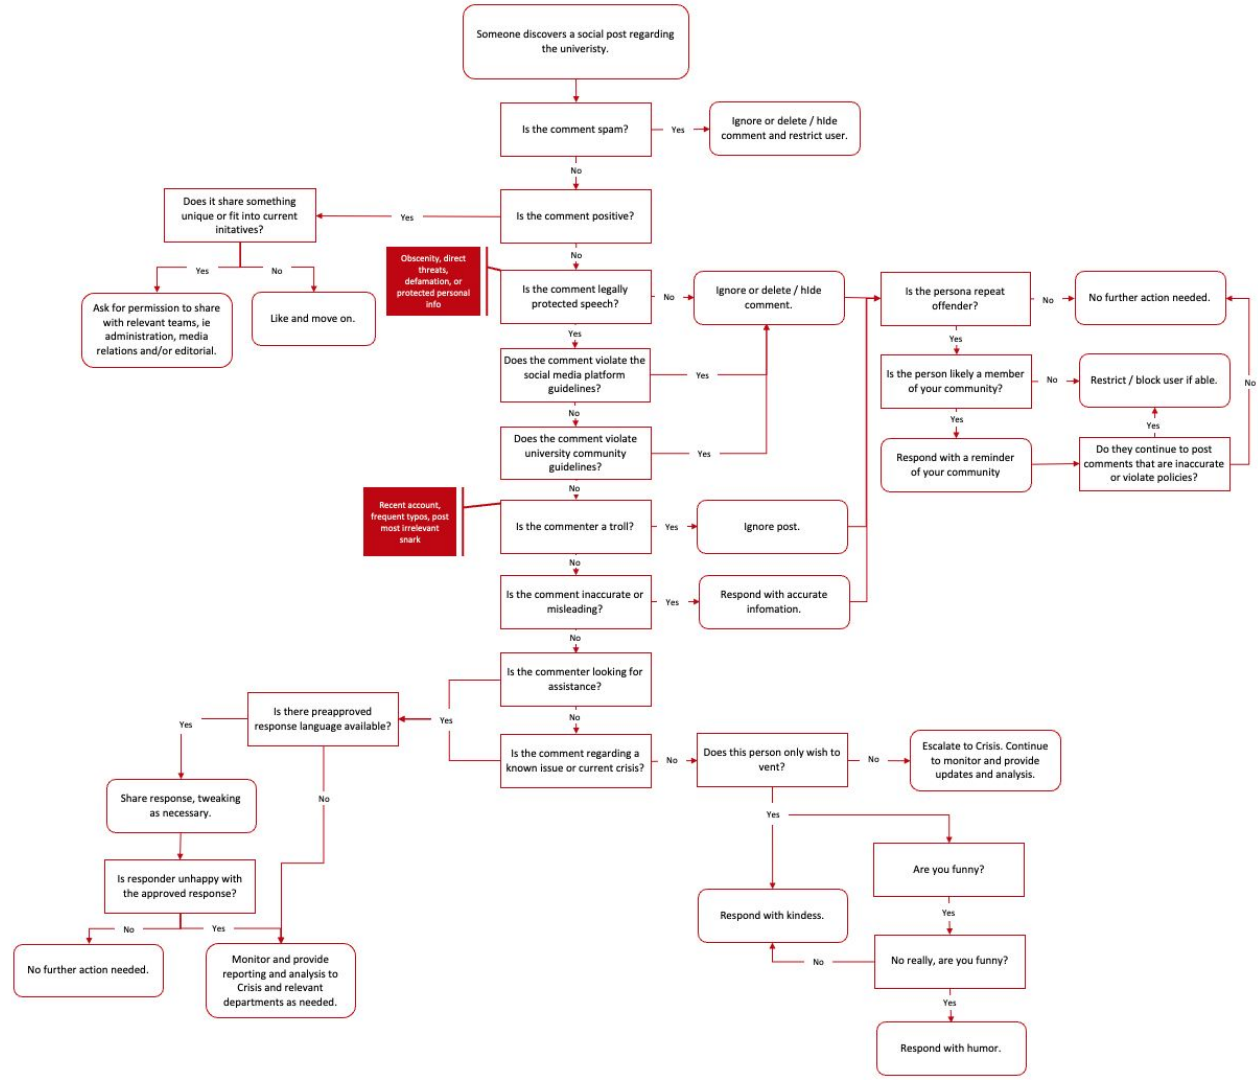 Someone discovers a social post regarding
the univeristy.
Is the comment spam?
Yes
Ignore or delete / hIde
comment and restrict user.
No
Does it share something
unique or fit into current
initatives?
Yes
Is the comment positive?
Yes
No
No
Ask for permission to share
with relevant teams, ie
administration, media
relations and/or editorial.
Like and move on.
Obscenity, direct
threats,
defamation, or
protected personal
info
Is the comment legally
protected speech?
No
Ignore or delete / hIde
comment.
Is the persona repeat
offender?
No
No further action needed.
Yes
Yes
Does the comment violate the
social media platform
guidelines?
Yes
Is the person likely a member
of your community?
No
Restrict / block user if able.
No
No
Yes
Yes
Does the comment violate
university community
guidelines?
Yes
Respond with a reminder
of your community
Do they continue to post
comments that are inaccurate
or violate policies?
No
Recent account,
frequent typos, post
most irrelevant
snark
Is the commenter a troll?
Yes
Ignore post.
No
Is the comment inaccurate or
misleading?
Yes
Respond with accurate
infomation.
No
Is the commenter looking for
assistance?
No
Is there preapproved
response language available?
Yes
Yes
Is the comment regarding a
known issue or current crisis?
No
Does this person only wish to
vent?
No
Escalate to Crisis. Continue
to monitor and provide
updates and analysis.
Share response, tweaking
as necessary.
No
Yes
Is responder unhappy with
the approved response?
Are you funny?
No
Yes
Respond with kindess.
Yes
No further action needed.
Monitor and provide
reporting and analysis to
Crisis and relevant
departments as needed.
No
No really, are you funny?
Yes
Respond with humor.